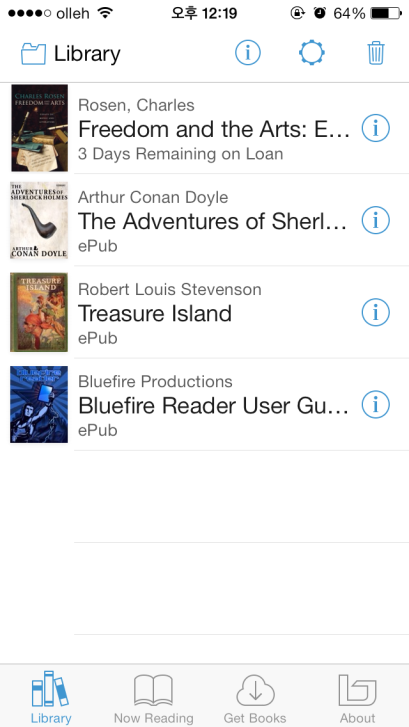 olleh 오후 12:19 64%
Library
CHARLES ROSEN
FREEDOM AND THE ARTS
Rosen, Charles
Freedom and the Arts: E...
3 Days Remaining on Loan
THE
ADVENTURES OF
SHERLOCK HOLMES
ARTHUR
CONAN DOYLE
Arthur Conan Doyle
The Adventures of Sherl...
ePub
TREASURE
ISLAND
Robert Louis Stevenson
Treasure Island
ePub
Bluefire Productions
Bluefire Reader User Gu...
ePub
Library Now Reading Get Books About